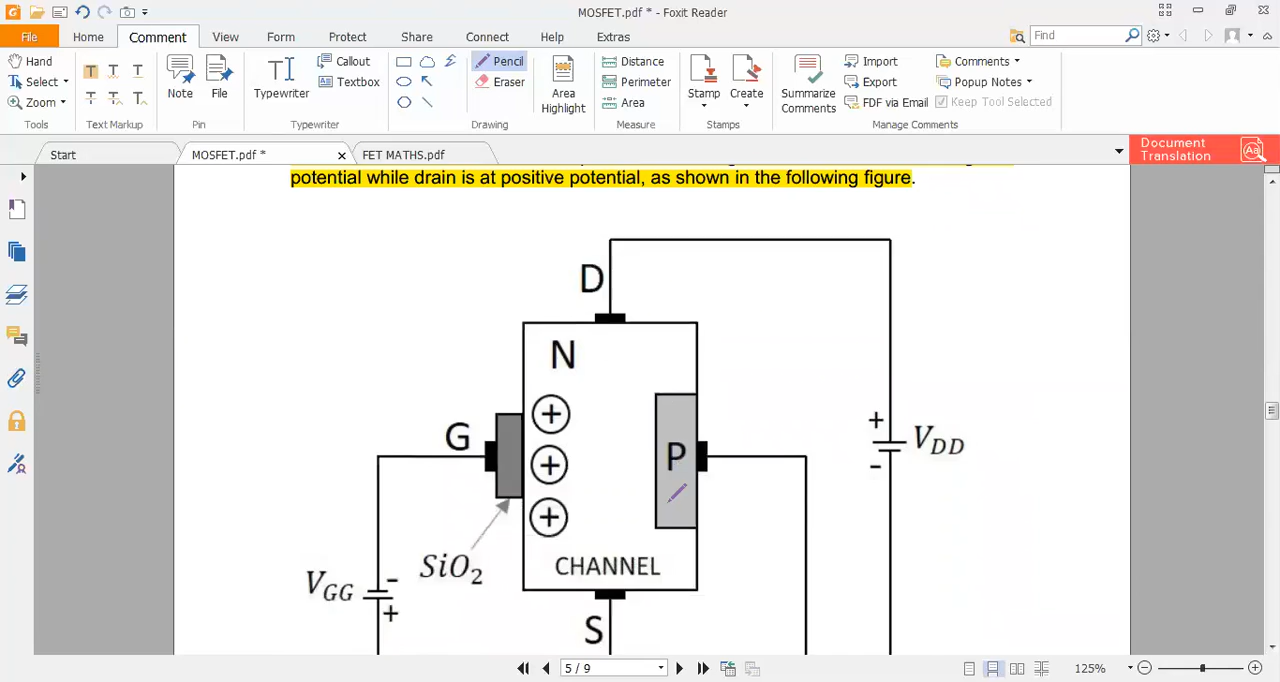 MOSFET.pdf * - Foxit Reader
File Home Comment View Form Protect Share Connect Help Extras Find
Hand
Select
Zoom
Tools
Text Markup
Note
File
Pin
Typewriter
Callout
Textbox
Typewriter
Pencil
Eraser
Area
Highlight
Drawing
Distance
Perimeter
Area
Measure
Stamp
Create
Stamps
Summarize
Comments
Import
Export
FDF via Email
Comments
Popup Notes
Keep Tool Selected
Manage Comments
Start
MOSFET.pdf *
FET MATHS.pdf
Document
Translation
potential while drain is at positive potential, as shown in the following figure.
D
N
+
+
+
G
P
+
-
V_DD
SiO₂
CHANNEL
V_GG
-
+
S
5 / 9
125%